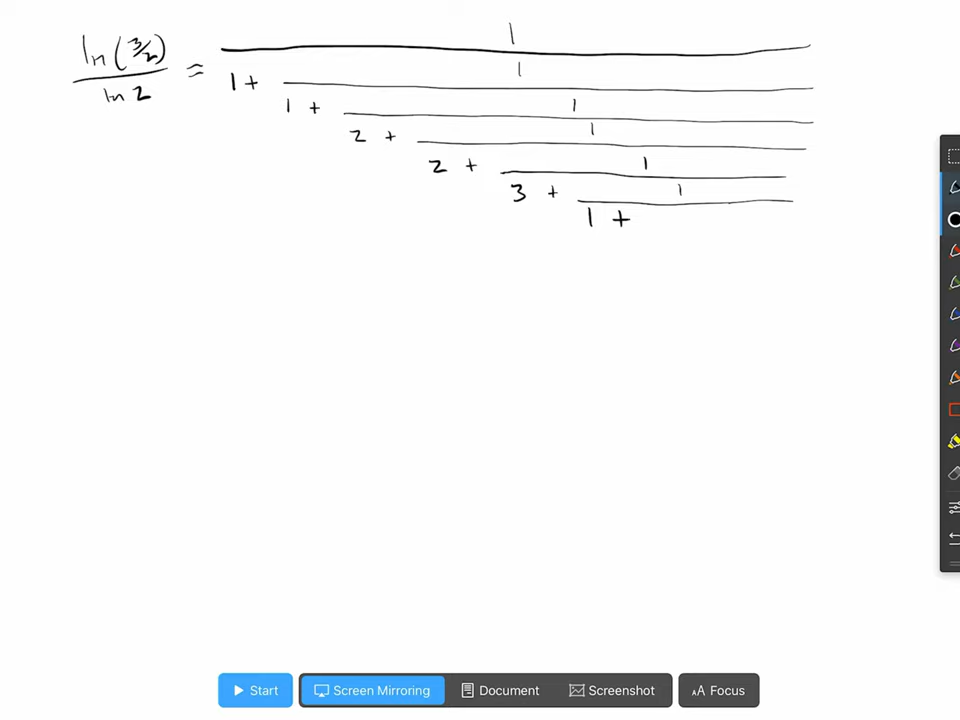 ln(3/2) / ln 2 ≈ 1
1 + 1
1 + 1
2 + 1
2 + 1
3 + 1
1 +
Start Screen Mirroring Document Screenshot AA Focus